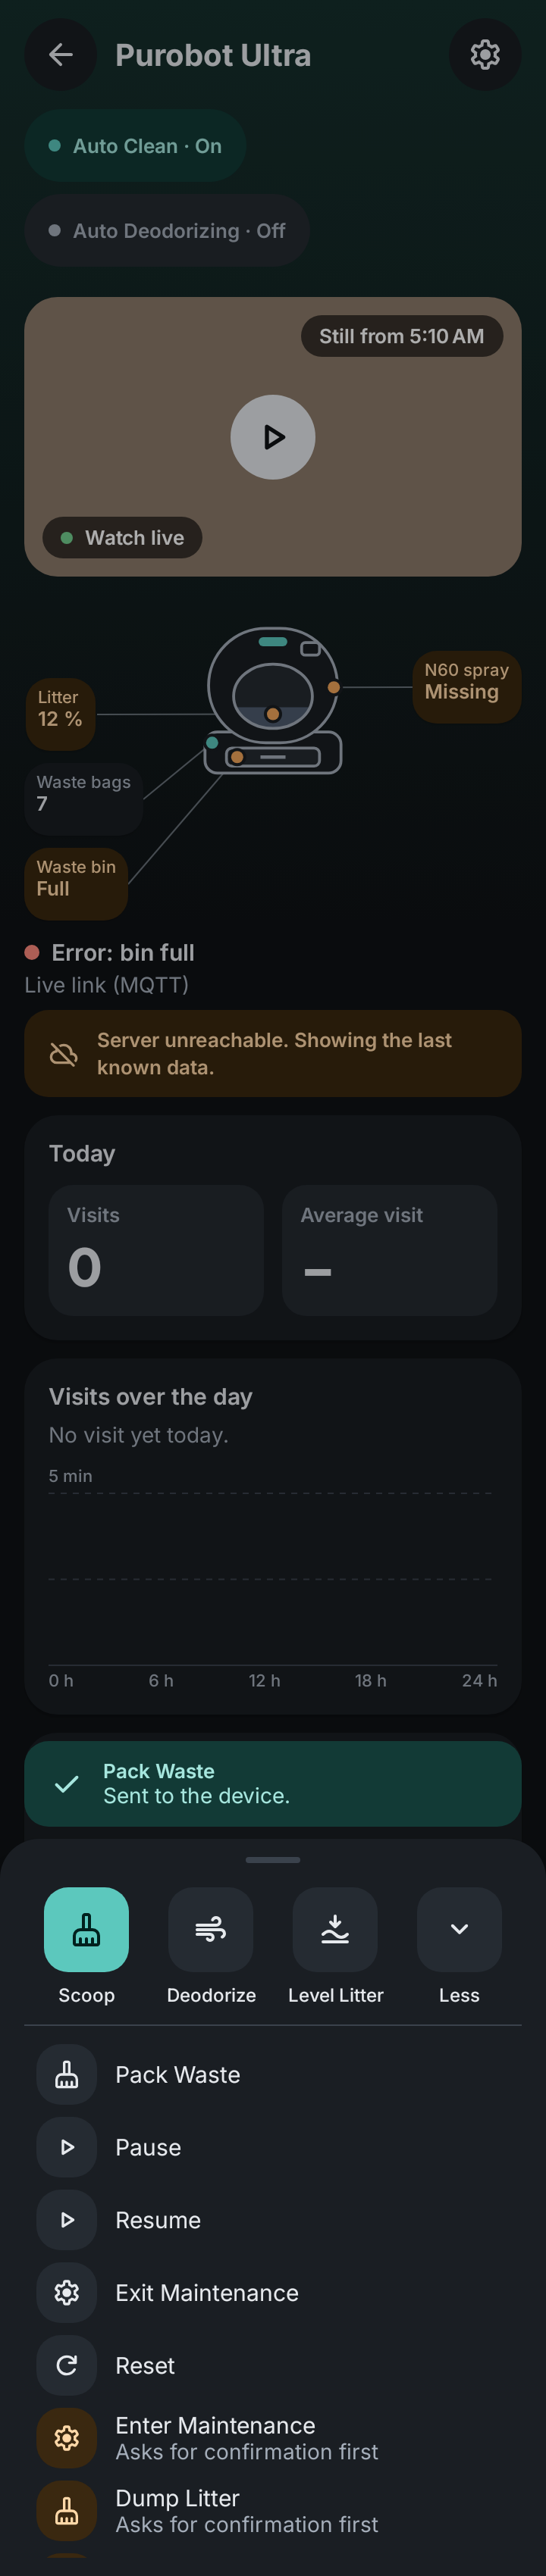 Purobot Ultra
Auto Clean · On
Auto Deodorizing · Off
Still from 5:10 AM
Watch live
N60 spray
Missing
Litter
12 %
Waste bags
7
Waste bin
Full
Error: bin full
Live link (MQTT)
Server unreachable. Showing the last
known data.
Today
Visits
0
Average visit
–
Visits over the day
No visit yet today.
5 min
0 h 6 h 12 h 18 h 24 h
Pack Waste
Sent to the device.
Scoop Deodorize Level Litter Less
Pack Waste
Pause
Resume
Exit Maintenance
Reset
Enter Maintenance
Asks for confirmation first
Dump Litter
Asks for confirmation first